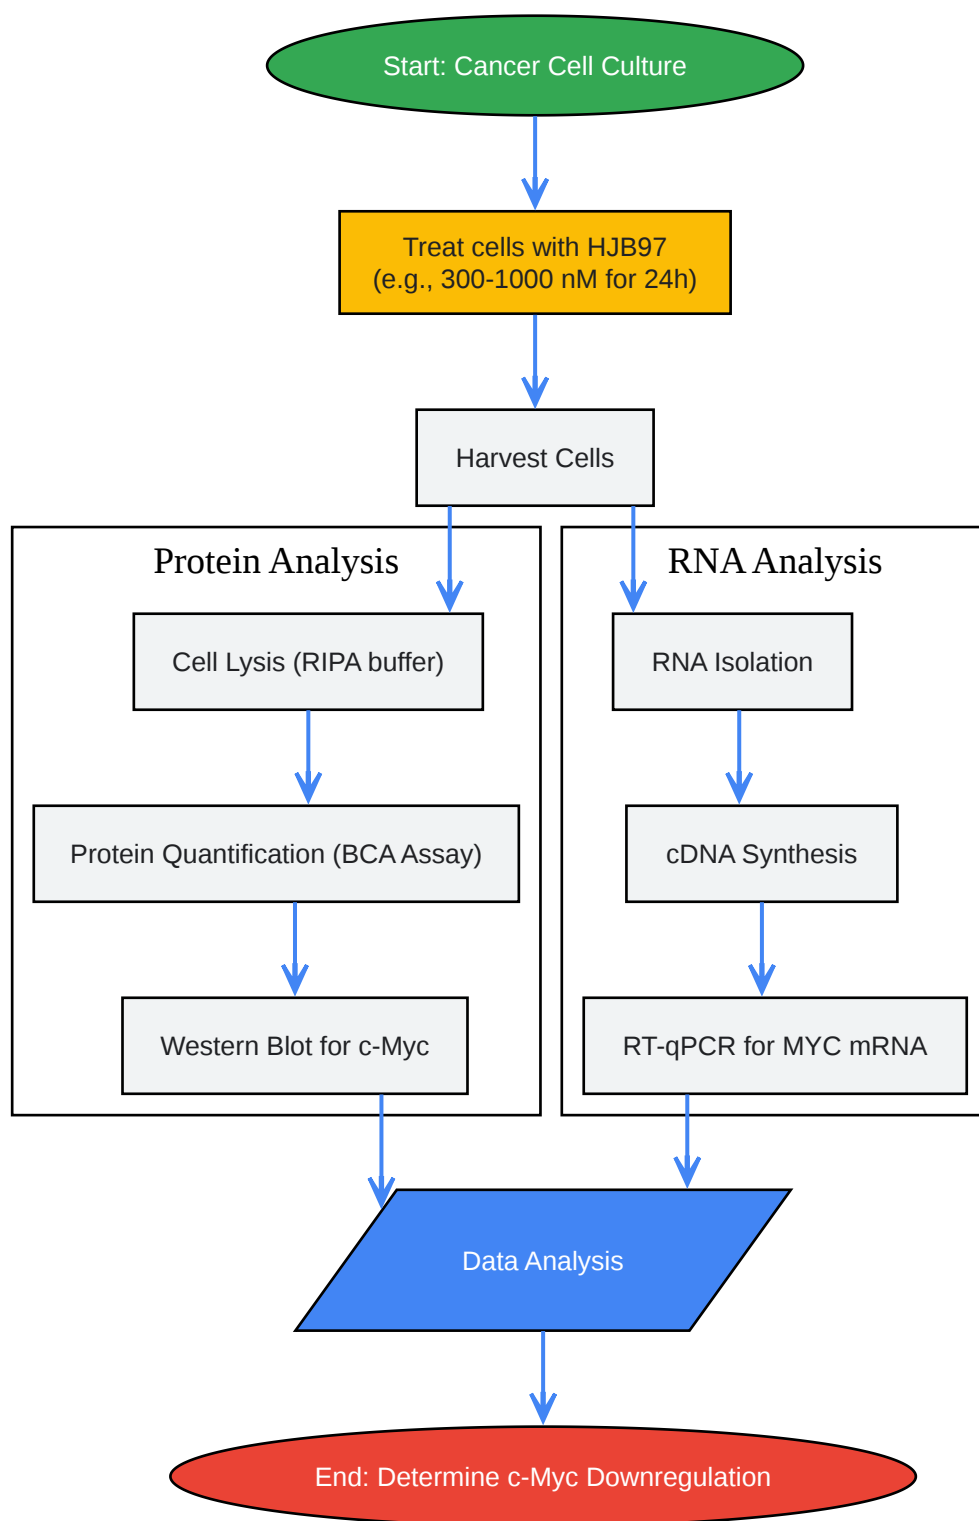 Start: Cancer Cell Culture
Treat cells with HJB97
(e.g., 300-1000 nM for 24h)
Harvest Cells
Protein Analysis
Cell Lysis (RIPA buffer)
Protein Quantification (BCA Assay)
Western Blot for c-Myc
RNA Analysis
RNA Isolation
cDNA Synthesis
RT-qPCR for MYC mRNA
Data Analysis
End: Determine c-Myc Downregulation